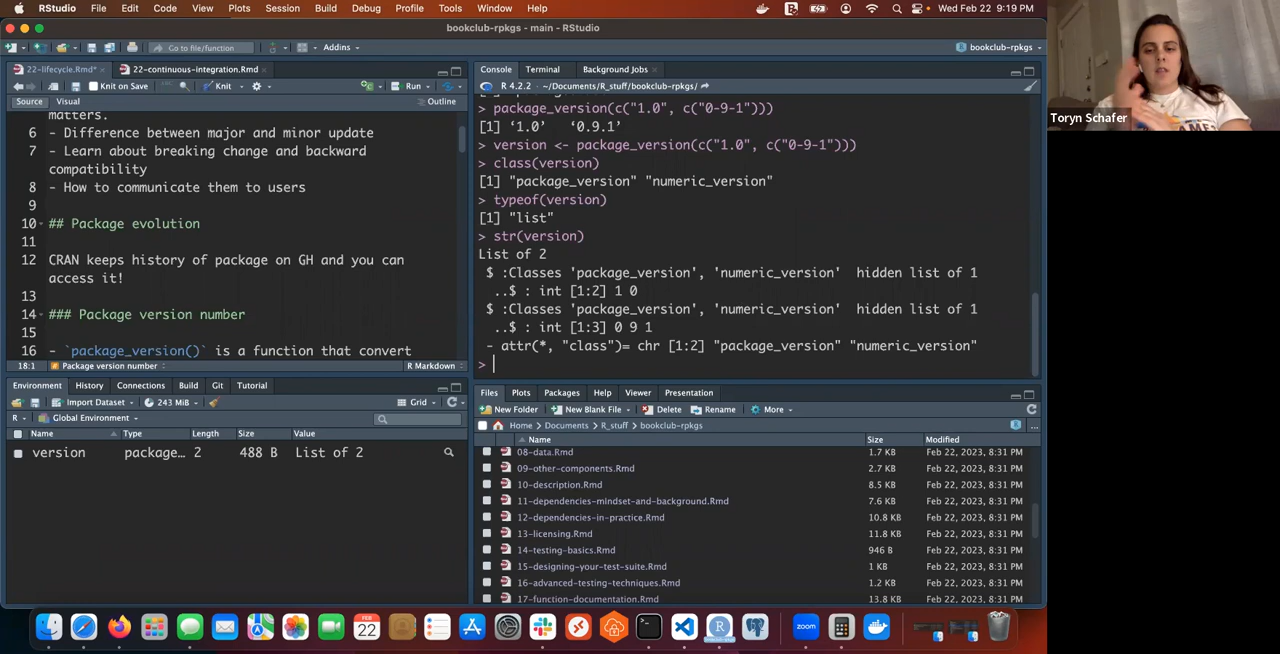 RStudio File Edit Code View Plots Session Build Debug Profile Tools Window Help Wed Feb 22 9:19 PM
bookclub-rpkgs - main - RStudio
Go to file/function Addins bookclub-rpkgs
22-lifecycle.Rmd* 22-continuous-integration.Rmd
Knit on Save Knit Run
Source Visual Outline
matters.
6 - Difference between major and minor update
7 - Learn about breaking change and backward
compatibility
8 - How to communicate them to users
9
10 ## Package evolution
11
12 CRAN keeps history of package on GH and you can
access it!
13
14 ### Package version number
15
16 - `package_version()` is a function that convert
18:1 Package version number R Markdown
Console Terminal Background Jobs
R 4.2.2 · ~/Documents/R_stuff/bookclub-rpkgs/
> package_version(c("1.0", c("0-9-1")))
[1] ‘1.0’ ‘0.9.1’
> version <- package_version(c("1.0", c("0-9-1")))
> class(version)
[1] "package_version" "numeric_version"
> typeof(version)
[1] "list"
> str(version)
List of 2
$ :Classes 'package_version', 'numeric_version' hidden list of 1
..$ : int [1:2] 1 0
$ :Classes 'package_version', 'numeric_version' hidden list of 1
..$ : int [1:3] 0 9 1
- attr(*, "class")= chr [1:2] "package_version" "numeric_version"
>
Toryn Schafer
Environment History Connections Build Git Tutorial
Import Dataset 243 MiB Grid
R Global Environment
Name Type Length Size Value
version package... 2 488 B List of 2
Files Plots Packages Help Viewer Presentation
New Folder New Blank File Delete Rename More
Home Documents R_stuff bookclub-rpkgs ...
Name Size Modified
08-data.Rmd 1.7 KB Feb 22, 2023, 8:31 PM
09-other-components.Rmd 2.7 KB Feb 22, 2023, 8:31 PM
10-description.Rmd 8.5 KB Feb 22, 2023, 8:31 PM
11-dependencies-mindset-and-background.Rmd 7.6 KB Feb 22, 2023, 8:31 PM
12-dependencies-in-practice.Rmd 10.8 KB Feb 22, 2023, 8:31 PM
13-licensing.Rmd 11.8 KB Feb 22, 2023, 8:31 PM
14-testing-basics.Rmd 946 B Feb 22, 2023, 8:31 PM
15-designing-your-test-suite.Rmd 1 KB Feb 22, 2023, 8:31 PM
16-advanced-testing-techniques.Rmd 1.2 KB Feb 22, 2023, 8:31 PM
17-function-documentation.Rmd 13.8 KB Feb 22, 2023, 8:31 PM
FEB
22
R
zoom